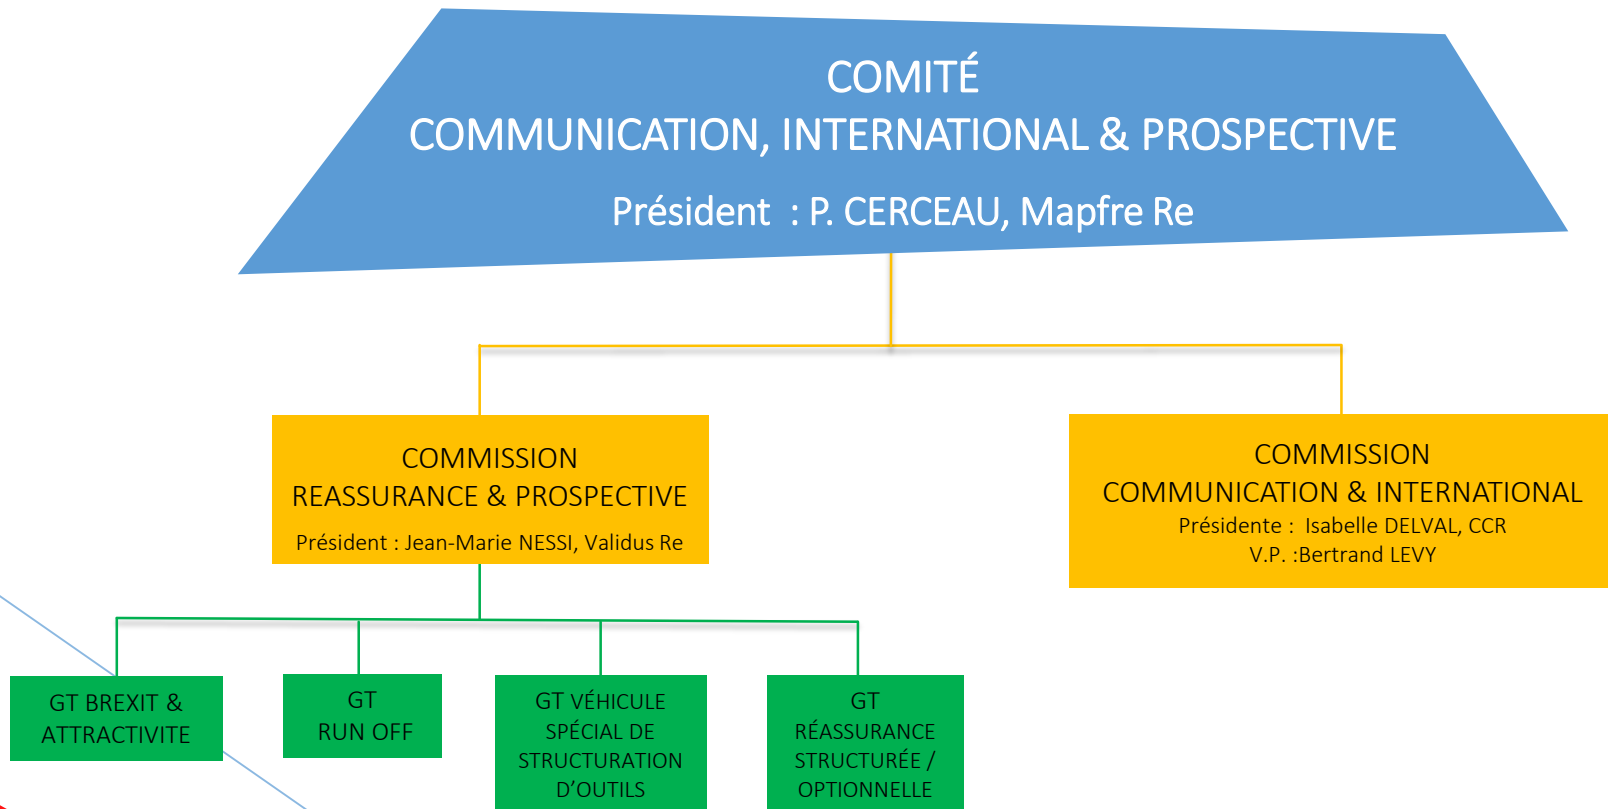 COMITÉ
COMMUNICATION, INTERNATIONAL & PROSPECTIVE
Président : P. CERCEAU, Mapfre Re
COMMISSION
REASSURANCE & PROSPECTIVE
Président : Jean-Marie NESSI, Validus Re
COMMISSION
COMMUNICATION & INTERNATIONAL
Présidente : Isabelle DELVAL, CCR
V.P. :Bertrand LEVY
GT BREXIT &
ATTRACTIVITE
GT
RUN OFF
GT VÉHICULE
SPÉCIAL DE
STRUCTURATION
D’OUTILS
GT
RÉASSURANCE
STRUCTURÉE /
OPTIONNELLE